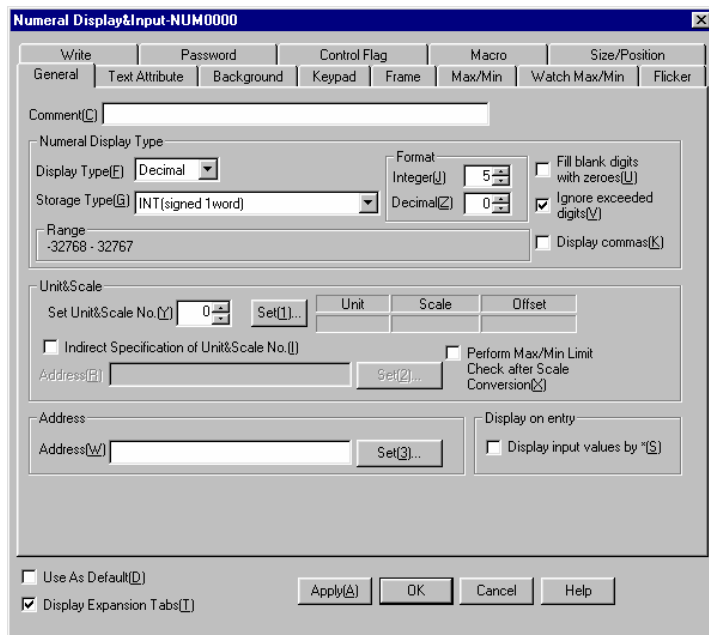 Numeral Display&Input-NUM0000
Write Password Control Flag Macro Size/Position
General Text Attribute Background Keypad Frame Max/Min Watch Max/Min Flicker
Comment(C)
Numeral Display Type
Display Type(F) Decimal
Storage Type(G) INT(signed 1word)
Format
Integer(J) 5
Decimal(Z) 0
Fill blank digits
with zeroes(U)
Ignore exceeded
digits(V)
Display commas(K)
Range
-32768 - 32767
Unit&Scale
Set Unit&Scale No.(Y) 0 Set(1)...
Unit Scale Offset
Indirect Specification of Unit&Scale No.(I)
Address(R) Set(2)...
Perform Max/Min Limit
Check after Scale
Conversion(X)
Address
Address(W) Set(3)...
Display on entry
Display input values by *(S)
Use As Default(D)
Display Expansion Tabs(T)
Apply(A) OK Cancel Help